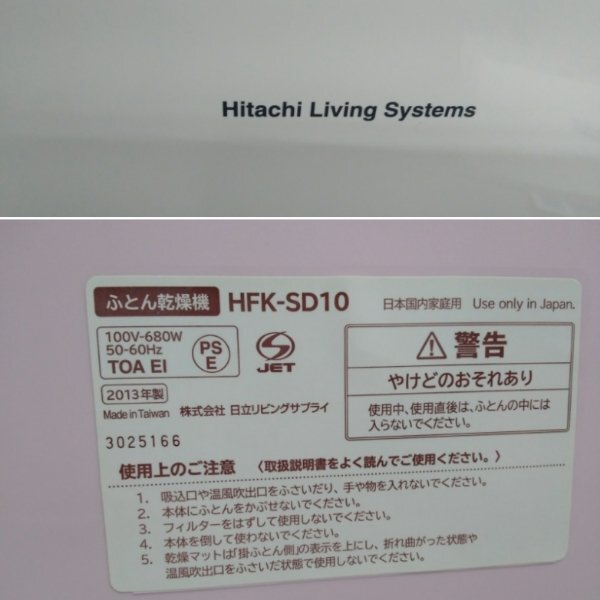 Hitachi Living Systems
ふとん乾燥機 HFK-SD10 日本国内家庭用 Use only in Japan.
100V-680W
50-60Hz
TOA EI
PS
E
JET
2013年製
Made in Taiwan 株式会社 日立リビングサプライ
3025166
警告
やけどのおそれあり
使用中、使用直後は、ふとんの中には
入らないでください。
使用上のご注意 〈取扱説明書をよく読んでご使用ください。〉
1. 吸込口や温風吹出口をふさいだり、手や物を入れないでください。
2. 本体にふとんをかぶせないでください。
3. フィルターをはずして使用しないでください。
4. 本体を倒して使わないでください。
5. 乾燥マットは「掛ふとん側」の表示を上にし、折れ曲がった状態や
温風吹出口をふさいだ状態で使用しないでください。